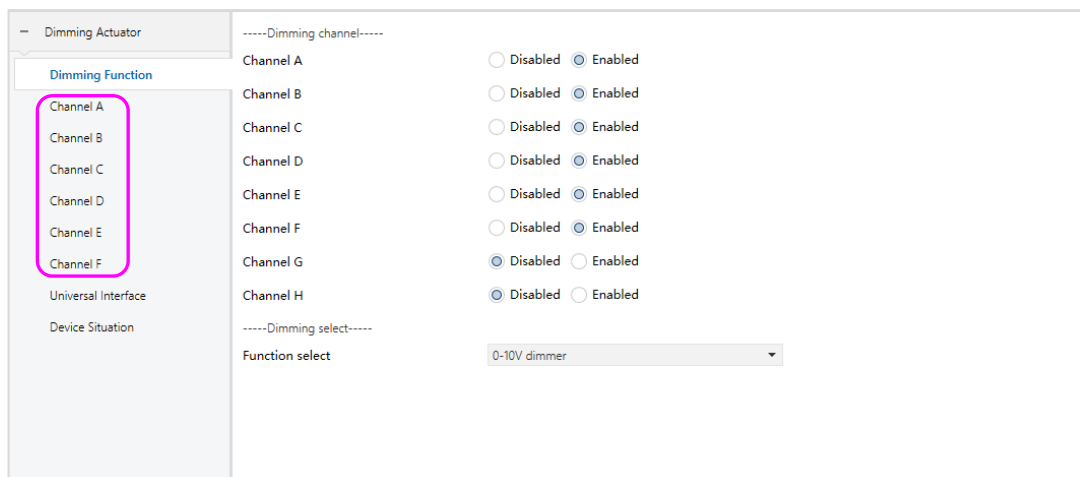 Dimming Actuator
Dimming Function
Channel A
Channel B
Channel C
Channel D
Channel E
Channel F
Universal Interface
Device Situation
-----Dimming channel-----
Channel A Disabled Enabled
Channel B Disabled Enabled
Channel C Disabled Enabled
Channel D Disabled Enabled
Channel E Disabled Enabled
Channel F Disabled Enabled
Channel G Disabled Enabled
Channel H Disabled Enabled
-----Dimming select-----
Function select 0-10V dimmer